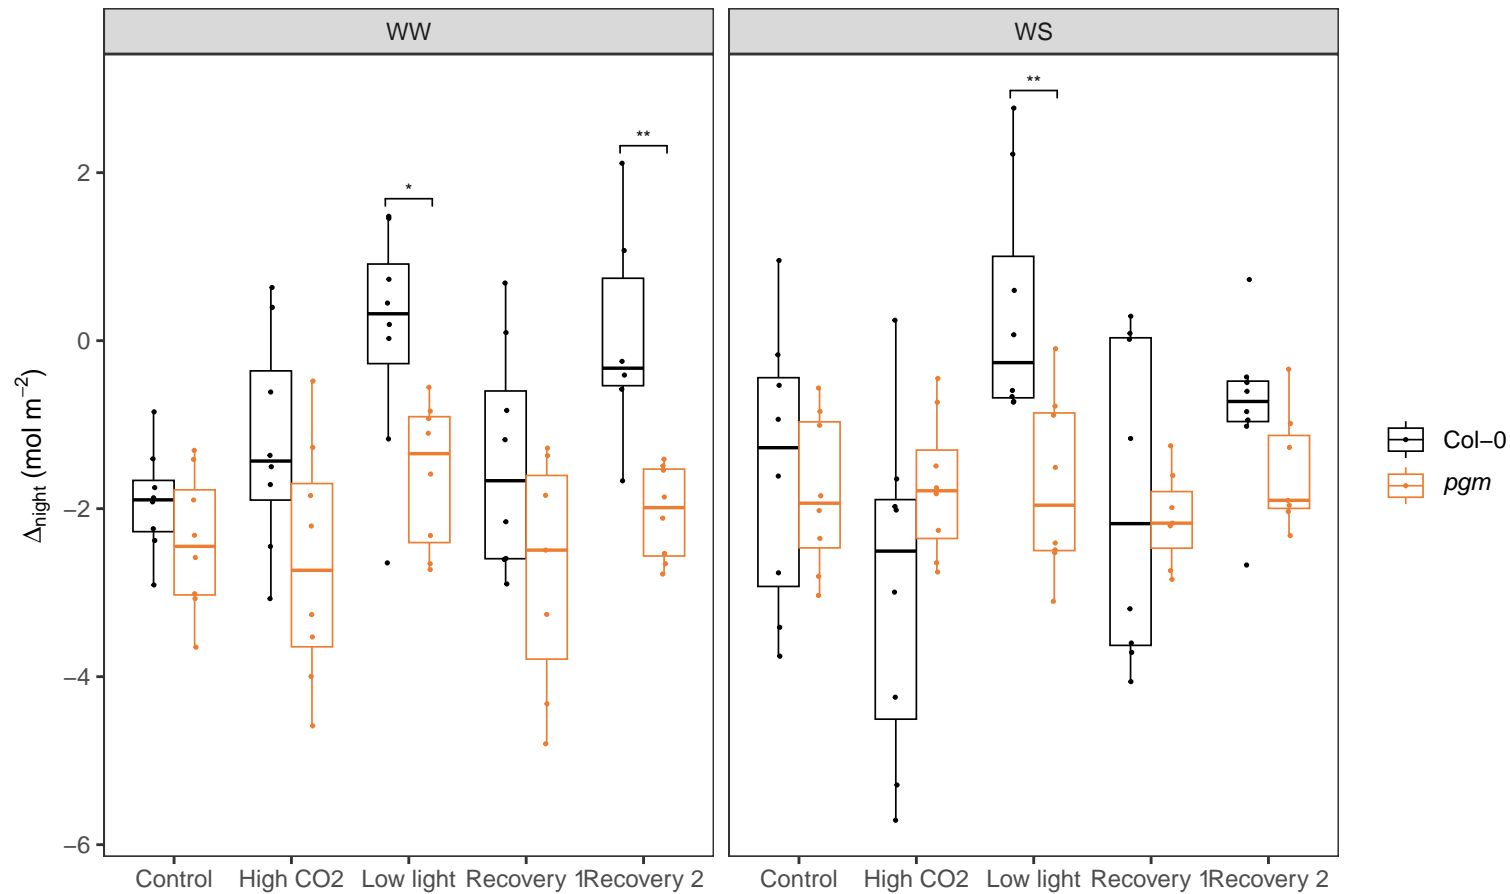 WW
WS
*
**
**
2
0
−2
−4
−6
Δnight (mol m−2)
Control
High CO2
Low light
Recovery 1
Recovery 2
Control
High CO2
Low light
Recovery 1
Recovery 2
Col−0
pgm